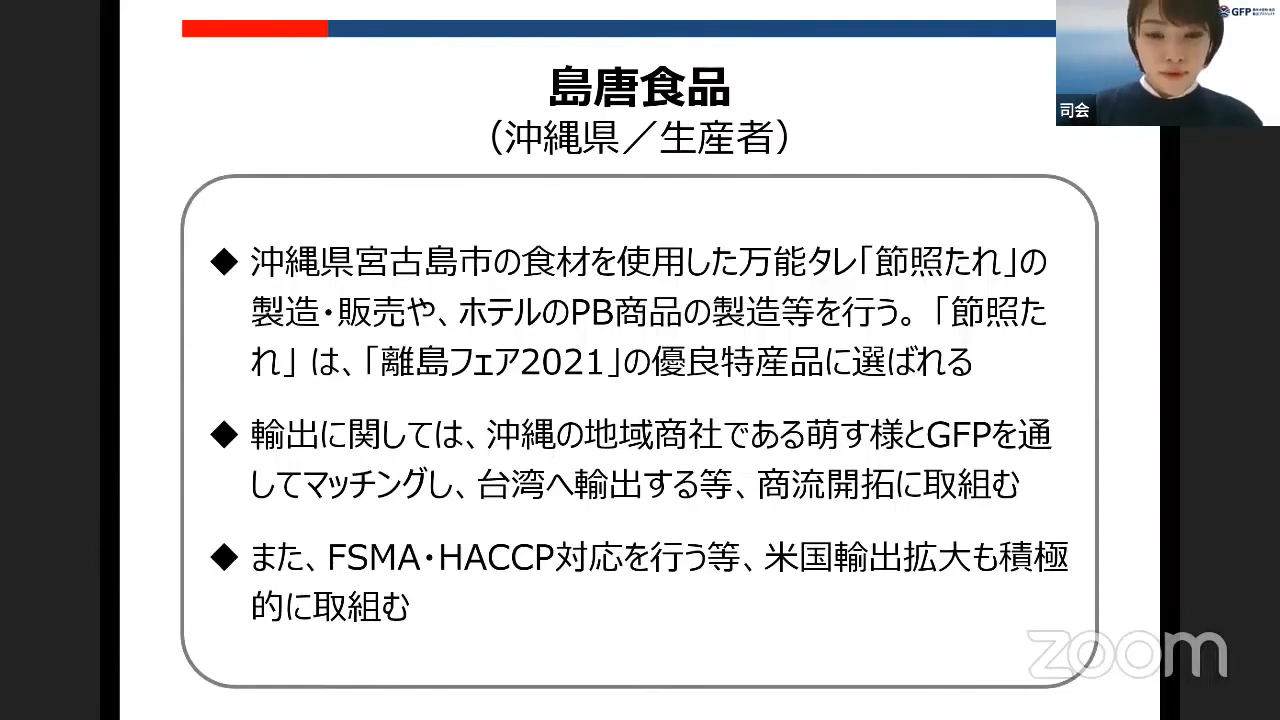 島唐食品
（沖縄県／生産者）
◆ 沖縄県宮古島市の食材を使用した万能タレ「節照たれ」の
製造・販売や、ホテルのPB商品の製造等を行う。「節照た
れ」は、「離島フェア2021」の優良特産品に選ばれる
◆ 輸出に関しては、沖縄の地域商社である萌す様とGFPを通
してマッチングし、台湾へ輸出する等、商流開拓に取組む
◆ また、FSMA・HACCP対応を行う等、米国輸出拡大も積極
的に取組む
GFP
司会
zoom